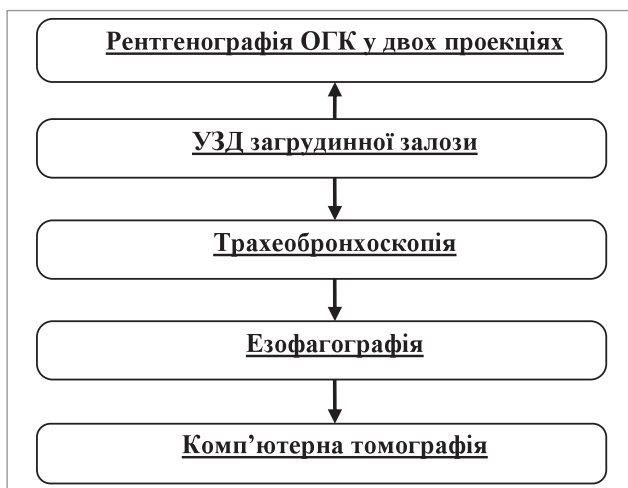 Рентгенографія ОГК у двох проекціях
УЗД загрудинної залози
Трахеобронхоскопія
Езофагографія
Комп’ютерна томографія